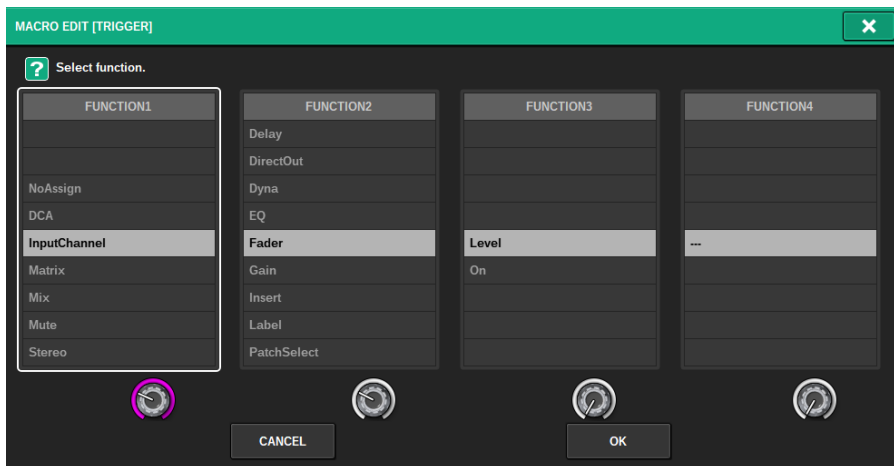 MACRO EDIT [TRIGGER]
? Select function.
FUNCTION1 FUNCTION2 FUNCTION3 FUNCTION4
Delay
DirectOut
NoAssign Dyna
DCA EQ
InputChannel Fader Level ---
Matrix Gain On
Mix Insert
Mute Label
Stereo PatchSelect
CANCEL OK